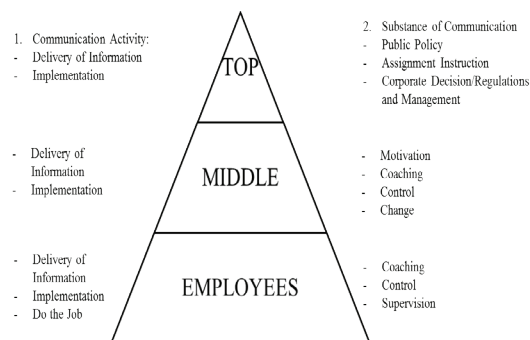 1. Communication Activity:
- Delivery of Information
- Implementation
2. Substance of Communication
- Public Policy
- Assignment Instruction
- Corporate Decision/Regulations
and Management
TOP
- Delivery of
Information
- Implementation
MIDDLE
- Motivation
- Coaching
- Control
- Change
- Delivery of
Information
- Implementation
- Do the Job
EMPLOYEES
- Coaching
- Control
- Supervision